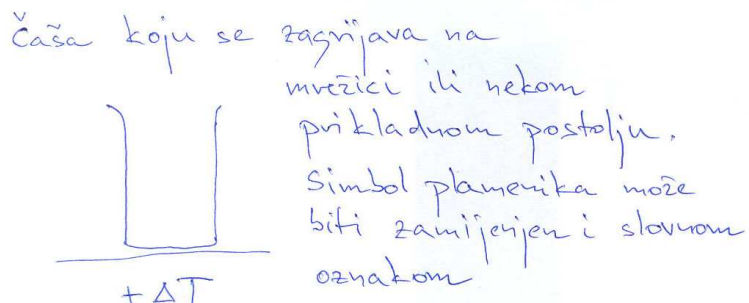 Čaša koju se zagrijava na
mrežici ili nekom
prikladnom postolju.
Simbol plamenika može
biti zamijenjen i slovnom
oznakom
+ΔT